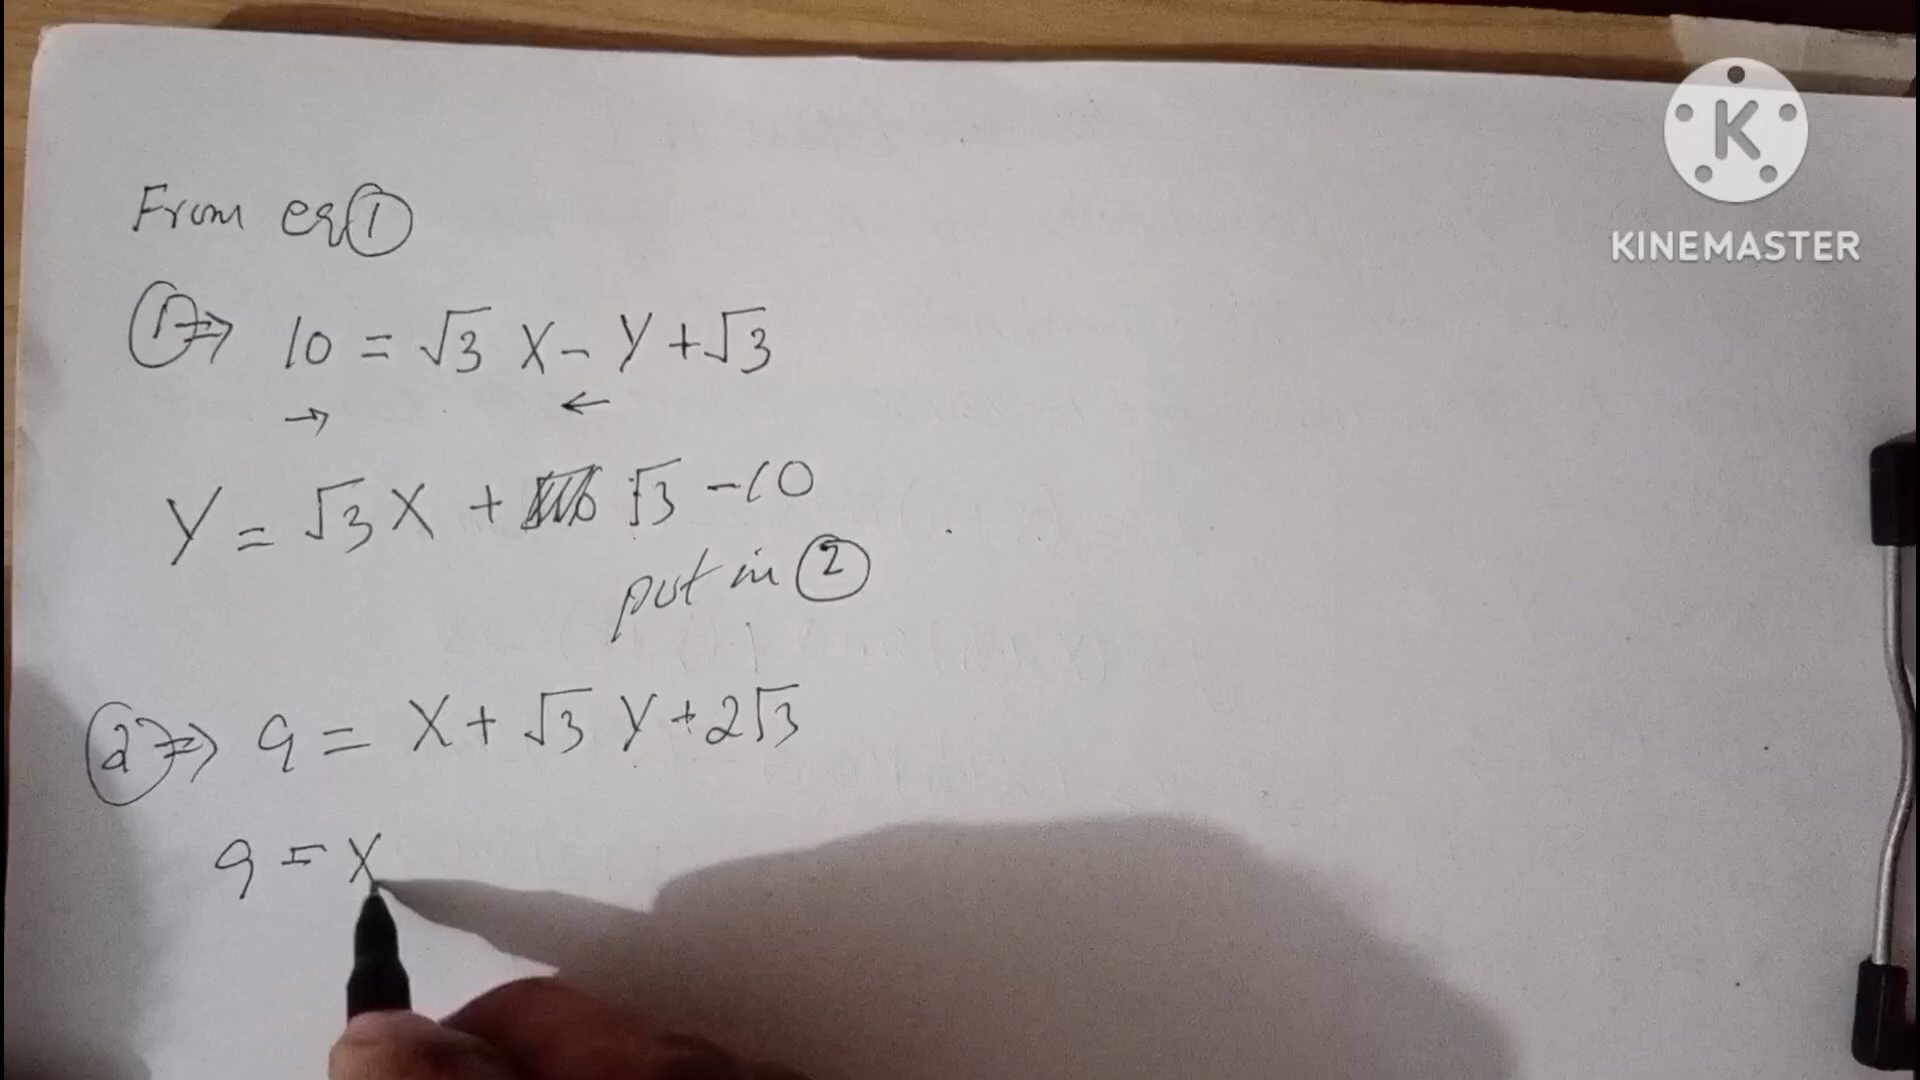 K
KINEMASTER
From eq ①
① ⇒ 10 = √3 X - Y + √3
→ ←
Y = √3 X + √3 - 10
put in ②
② ⇒ 9 = X + √3 Y + 2√3
9 = X